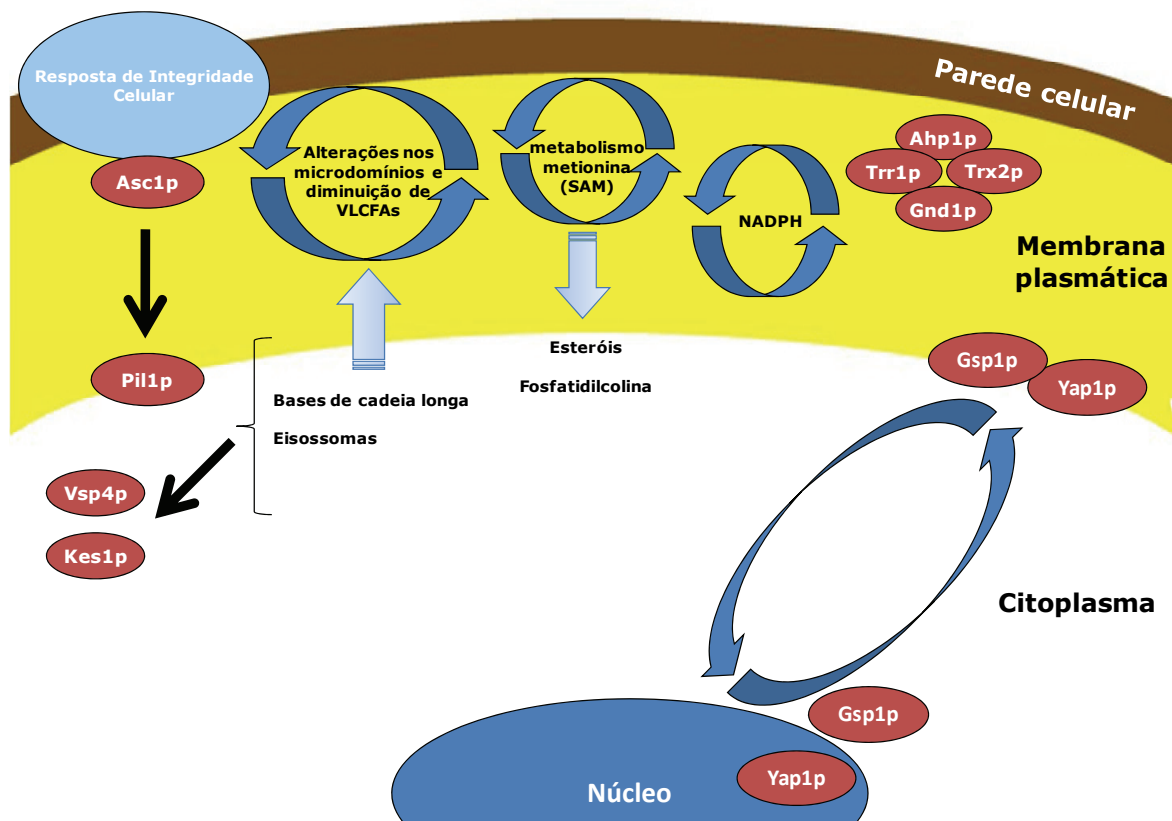 Resposta de Integridade
Celular
Parede celular
Asc1p
Alterações nos
microdomínios e
diminuição de
VLCFAs
metabolismo
metionina
(SAM)
NADPH
Ahp1p
Trr1p
Trx2p
Gnd1p
Membrana
plasmática
Pil1p
Bases de cadeia longa
Eisossomas
Esteróis
Fosfatidilcolina
Gsp1p
Yap1p
Vsp4p
Kes1p
Citoplasma
Gsp1p
Yap1p
Núcleo